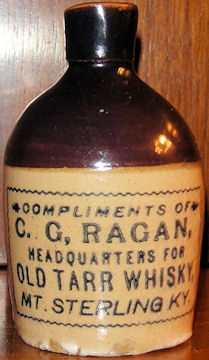 COMPLIMENTS OF
C. G, RAGAN,
HEADQUARTERS FOR
OLD TARR WHISKY,
MT. STERLING KY.